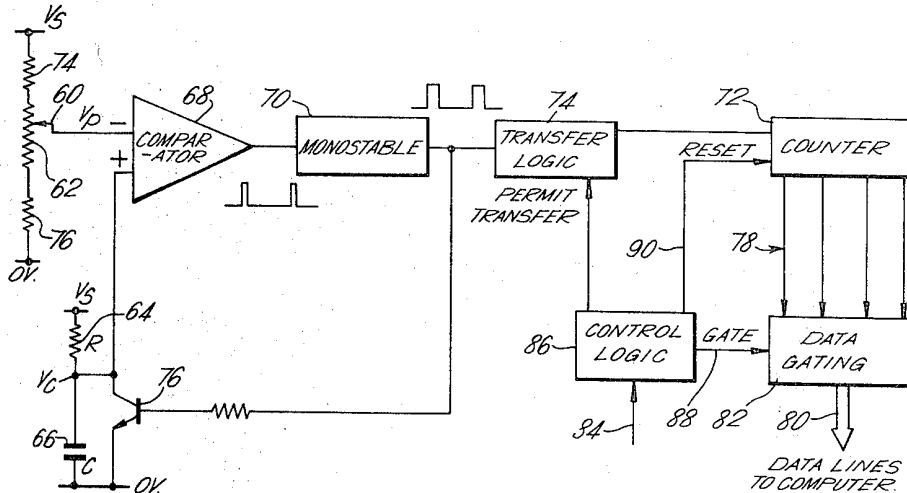 VS
74
60
Vp
62
76
0V.
−
+
68
COMPAR
-ATOR
70
MONOSTABLE
74
TRANSFER
LOGIC
PERMIT
TRANSFER
72
COUNTER
RESET
90
78
VS
64
R
VC
66
C
76
0V.
86
CONTROL
LOGIC
34
GATE
88
DATA
GATING
82
80
DATA LINES
TO COMPUTER.